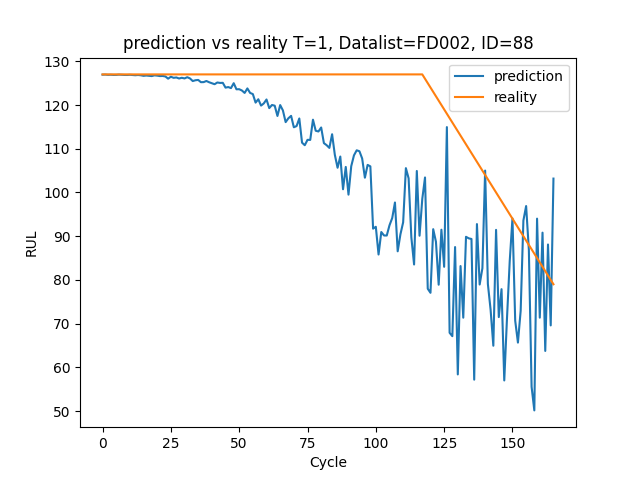 prediction vs reality T=1, Datalist=FD002, ID=88
prediction
reality
130
120
110
100
90
80
70
60
50
RUL
0 25 50 75 100 125 150
Cycle